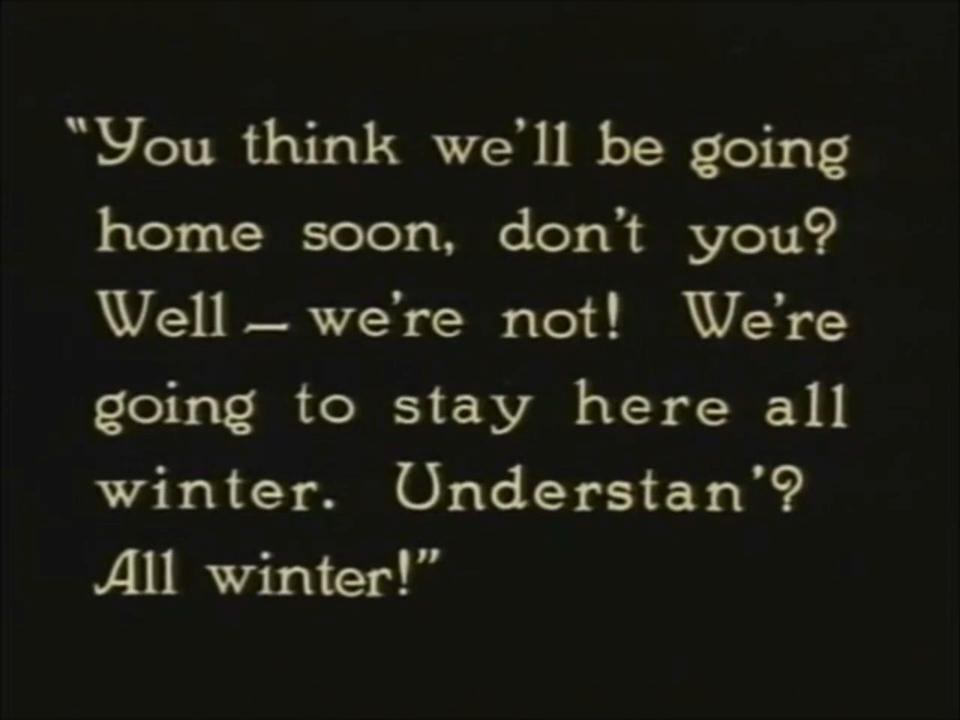 "You think we'll be going
home soon, don't you?
Well — we're not! We're
going to stay here all
winter. Understan'?
All winter!"